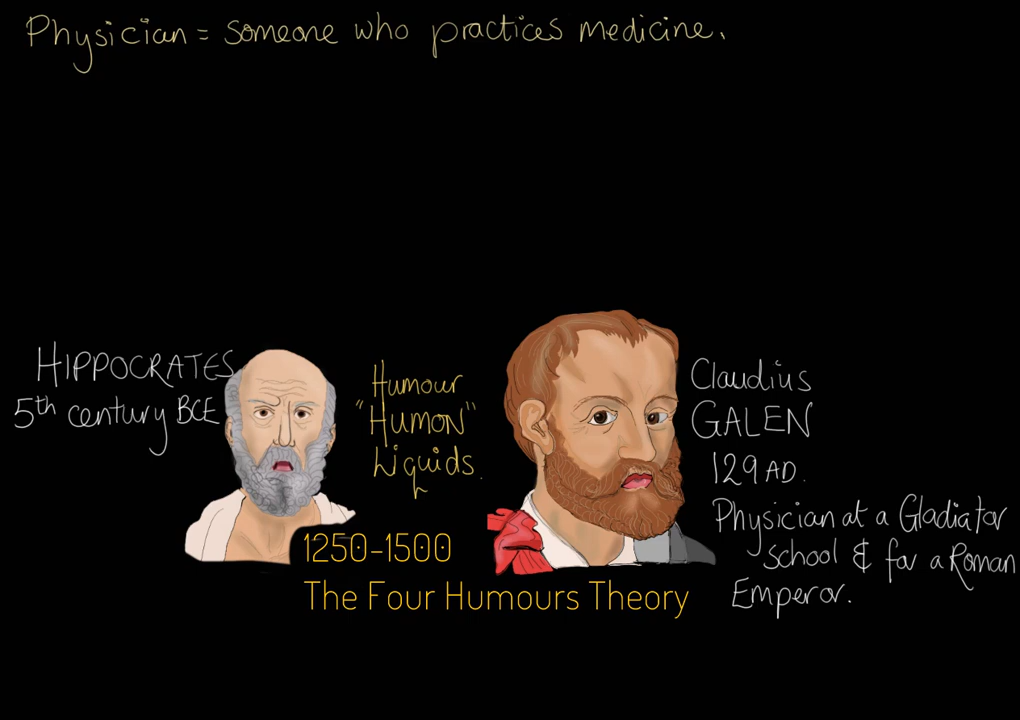 Physician = someone who practices medicine.
HIPPOCRATES
5th century BCE
Humour
"HUMON"
Liquids.
Claudius
GALEN
129 AD.
Physician at a Gladiator
school & for a Roman
Emperor.
1250-1500
The Four Humours Theory